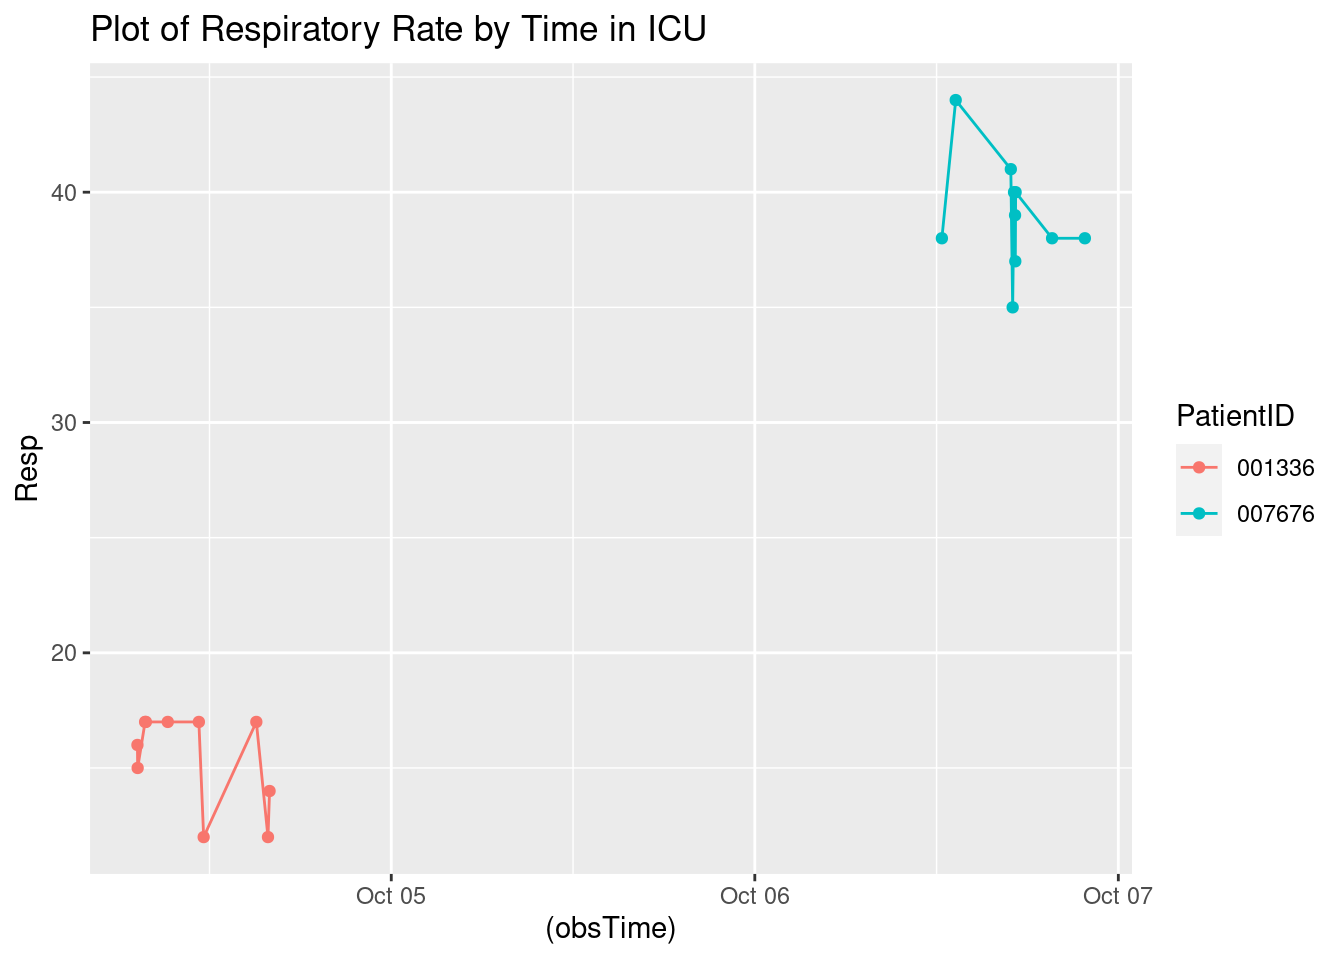 Plot of Respiratory Rate by Time in ICU
40
30
20
Resp
Oct 05
Oct 06
Oct 07
(obsTime)
PatientID
001336
007676